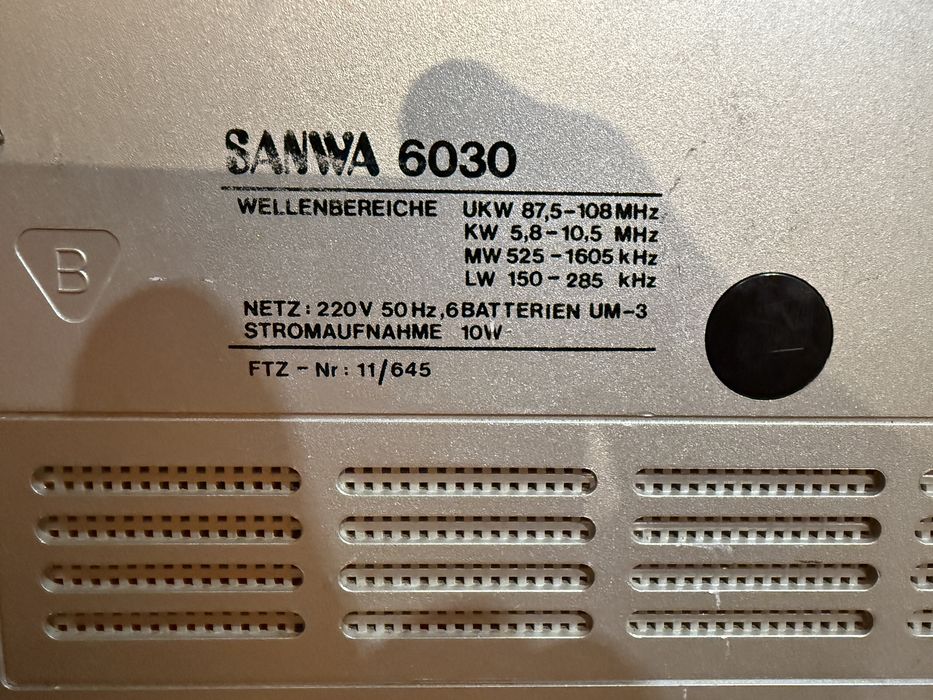 SANWA 6030
WELLENBEREICHE UKW 87,5-108 MHz
KW 5,8-10,5 MHz
MW 525-1605 kHz
LW 150-285 kHz
NETZ: 220V 50Hz, 6 BATTERIEN UM-3
STROMAUFNAHME 10W
FTZ - Nr: 11/645
B